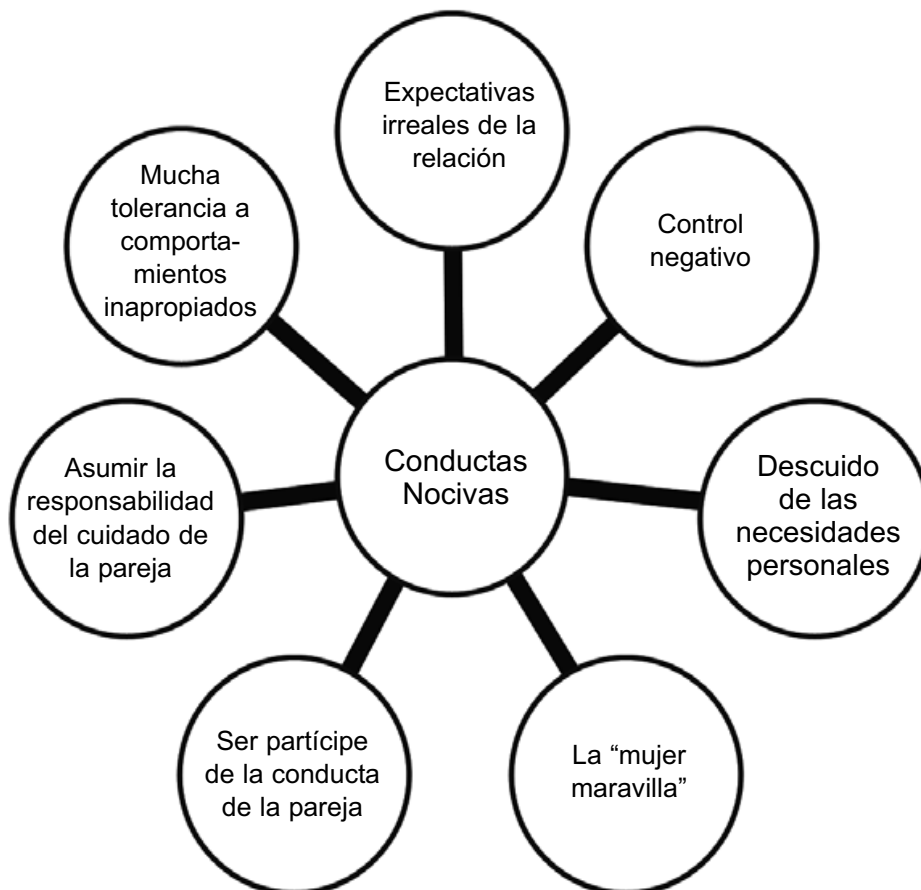 Expectativas
irreales de la
relación
Mucha
tolerancia a
comporta-
mientos
inapropiados
Control
negativo
Conductas
Nocivas
Asumir la
responsabilidad
del cuidado de
la pareja
Descuido
de las
necesidades
personales
Ser partícipe
de la conducta
de la pareja
La “mujer
maravilla”